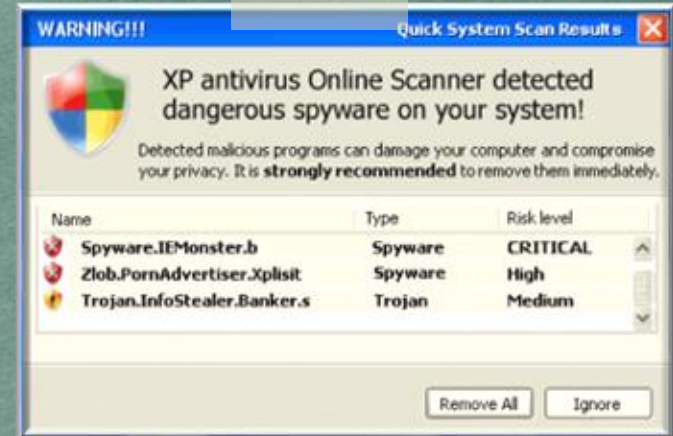 WARNING!!! Quick System Scan Results
XP antivirus Online Scanner detected
dangerous spyware on your system!
Detected malicious programs can damage your computer and compromise
your privacy. It is strongly recommended to remove them immediately.
Name Type Risk level
Spyware.IEMonster.b Spyware CRITICAL
Zlob.PornAdvertiser.Xplisit Spyware High
Trojan.InfoStealer.Banker.s Trojan Medium
Remove All Ignore